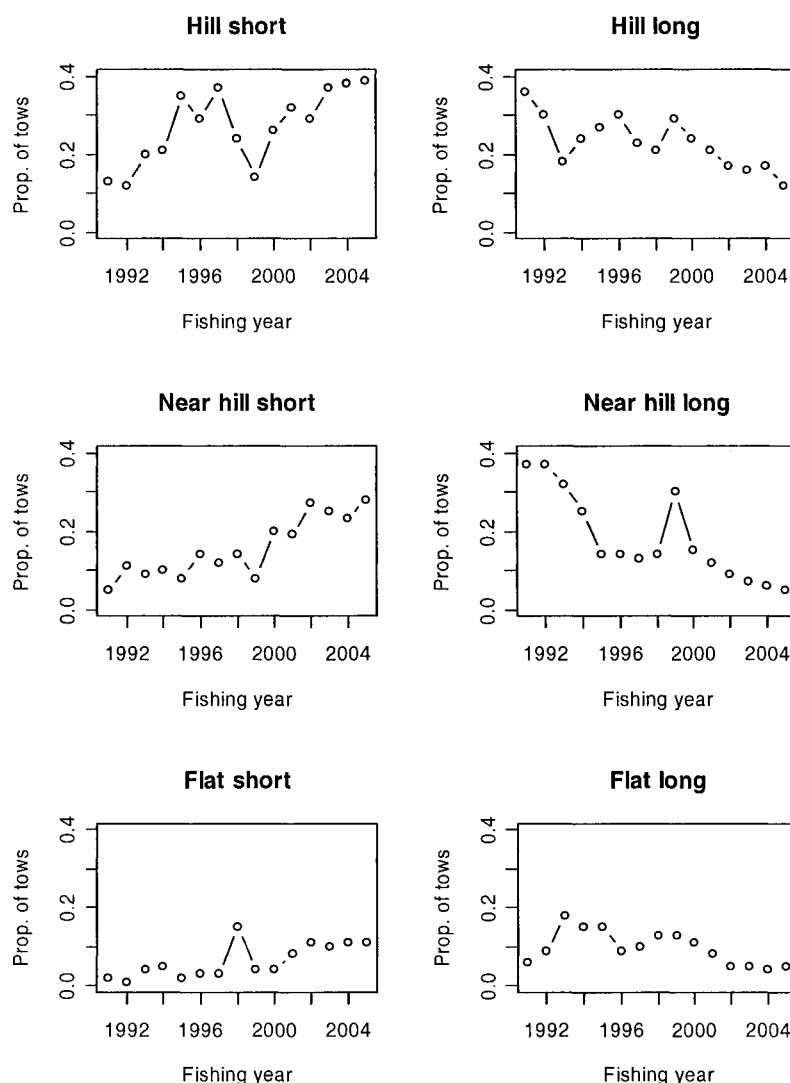 Hill short
Prop. of tows
0.0 0.2 0.4
1992 1996 2000 2004
Fishing year
Hill long
Prop. of tows
0.0 0.2 0.4
1992 1996 2000 2004
Fishing year
Near hill short
Prop. of tows
0.0 0.2 0.4
1992 1996 2000 2004
Fishing year
Near hill long
Prop. of tows
0.0 0.2 0.4
1992 1996 2000 2004
Fishing year
Flat short
Prop. of tows
0.0 0.2 0.4
1992 1996 2000 2004
Fishing year
Flat long
Prop. of tows
0.0 0.2 0.4
1992 1996 2000 2004
Fishing year